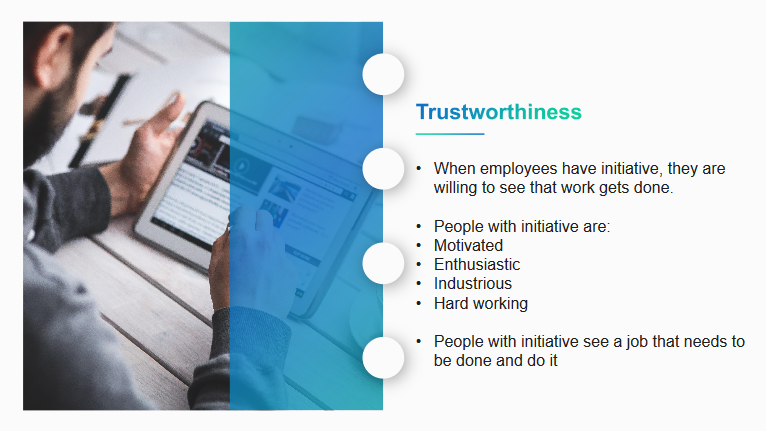 Trustworthiness
• When employees have initiative, they are
willing to see that work gets done.
• People with initiative are:
• Motivated
• Enthusiastic
• Industrious
• Hard working
• People with initiative see a job that needs to
be done and do it